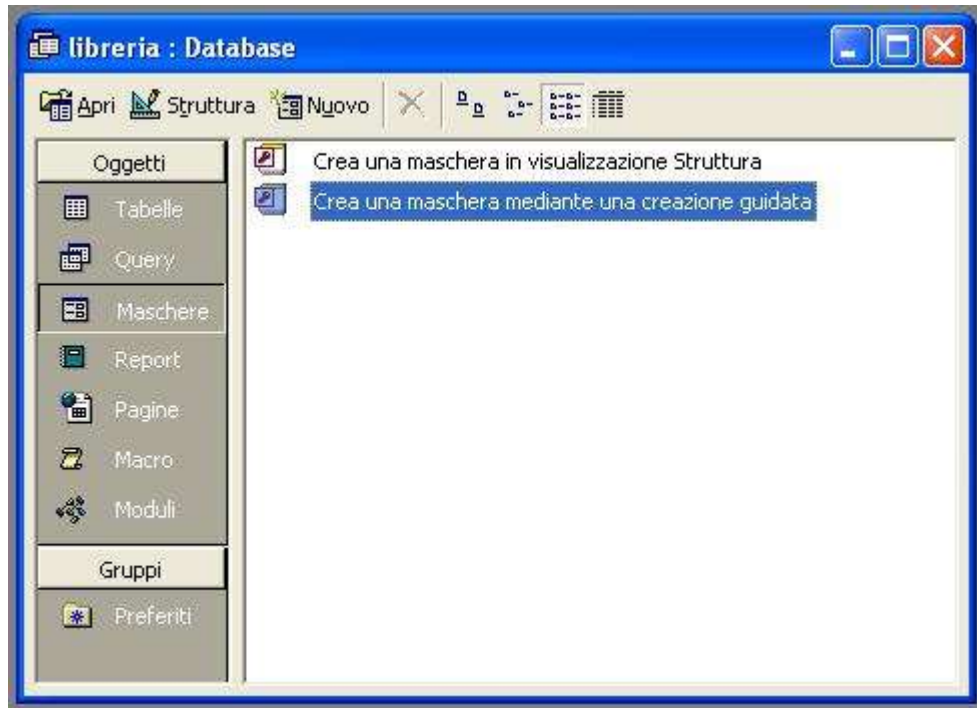 libreria : Database
Apri Struttura Nuovo
Oggetti
Tabelle
Query
Maschere
Report
Pagine
Macro
Moduli
Gruppi
Preferiti
Crea una maschera in visualizzazione Struttura
Crea una maschera mediante una creazione guidata